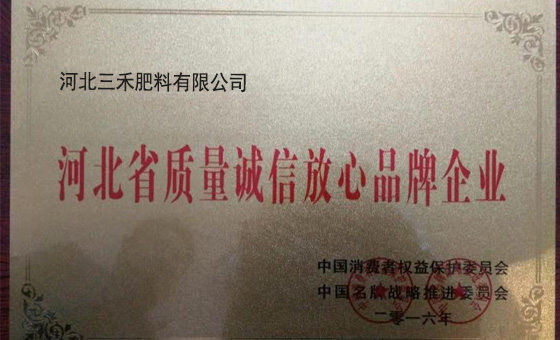 河北三禾肥料有限公司
河北省质量诚信放心品牌企业
中国消费者权益保护委员会
中国名牌战略推进委员会
二零一六年